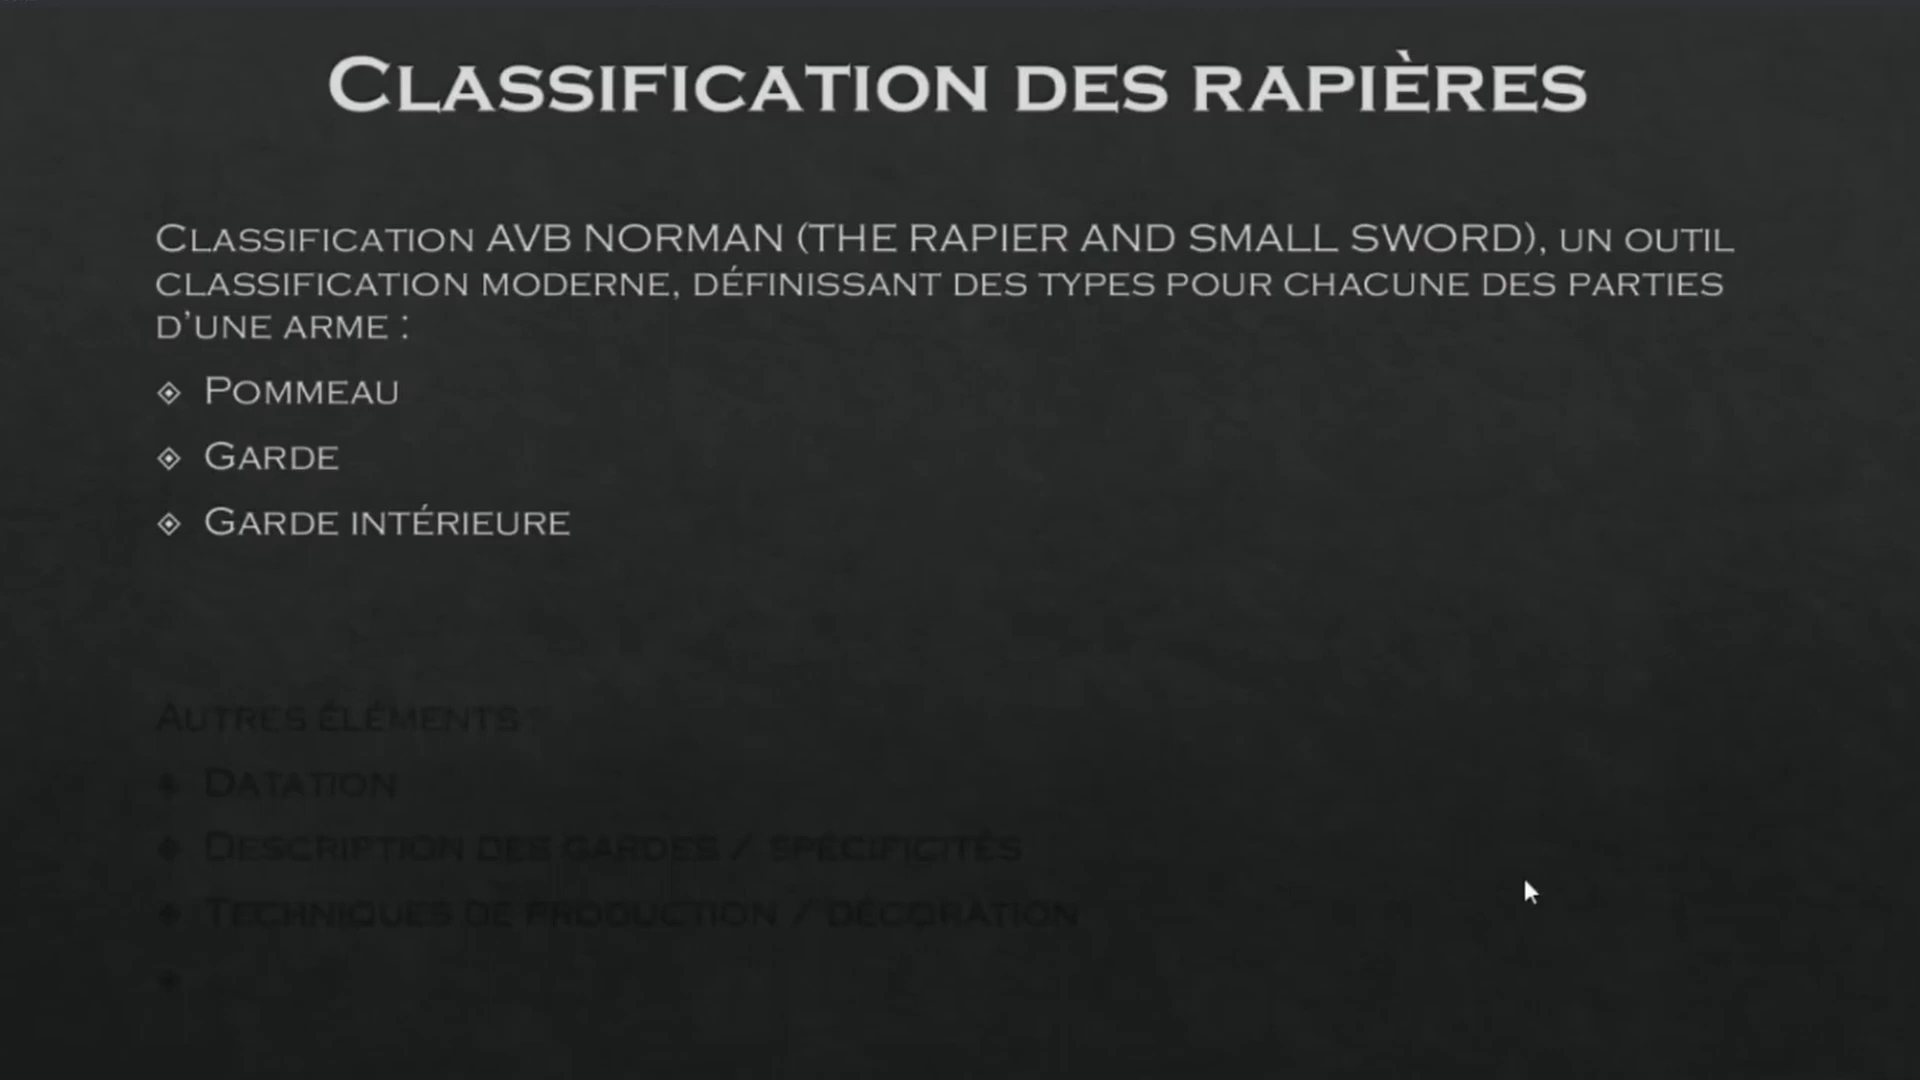 Classification des rapières
Classification AVB NORMAN (THE RAPIER AND SMALL SWORD), un outil
classification moderne, définissant des types pour chacune des parties
d'une arme :
Pommeau
Garde
Garde intérieure
Autres éléments
Datation
Description des gardes / spécificités
Techniques de production / décoration